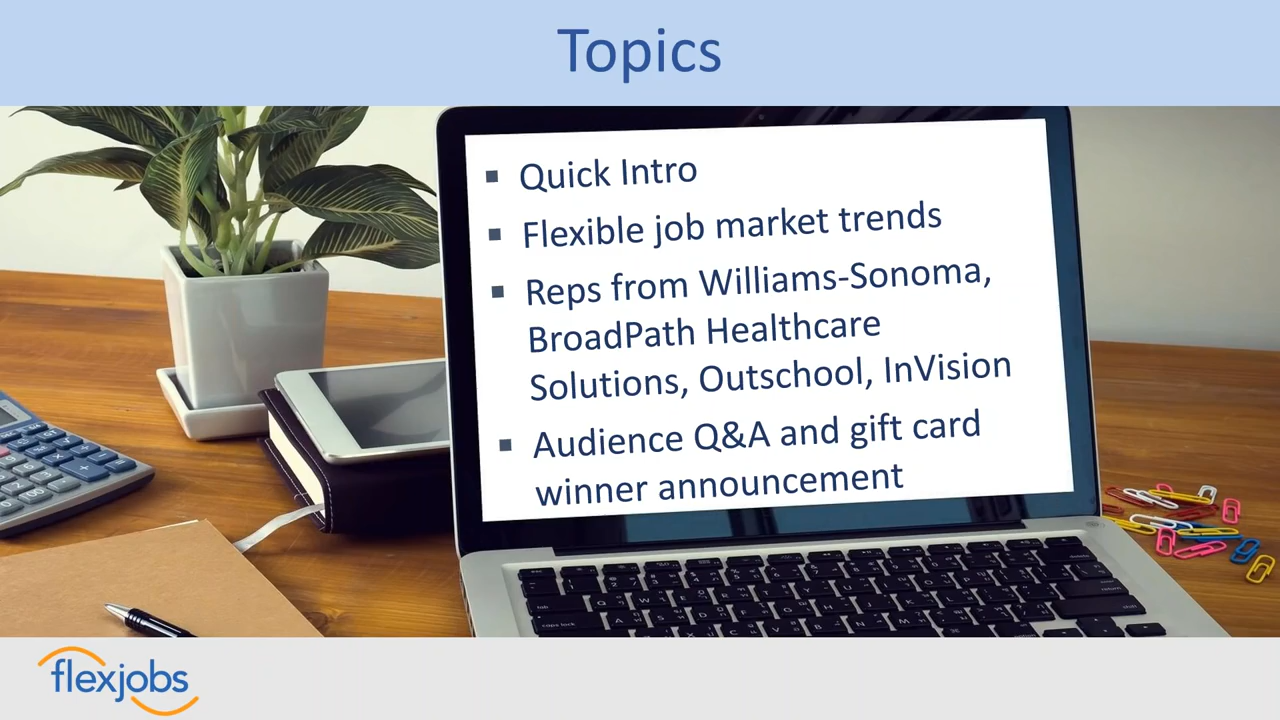 Topics
Quick Intro
Flexible job market trends
Reps from Williams-Sonoma,
BroadPath Healthcare
Solutions, Outschool, InVision
Audience Q&A and gift card
winner announcement
flexjobs